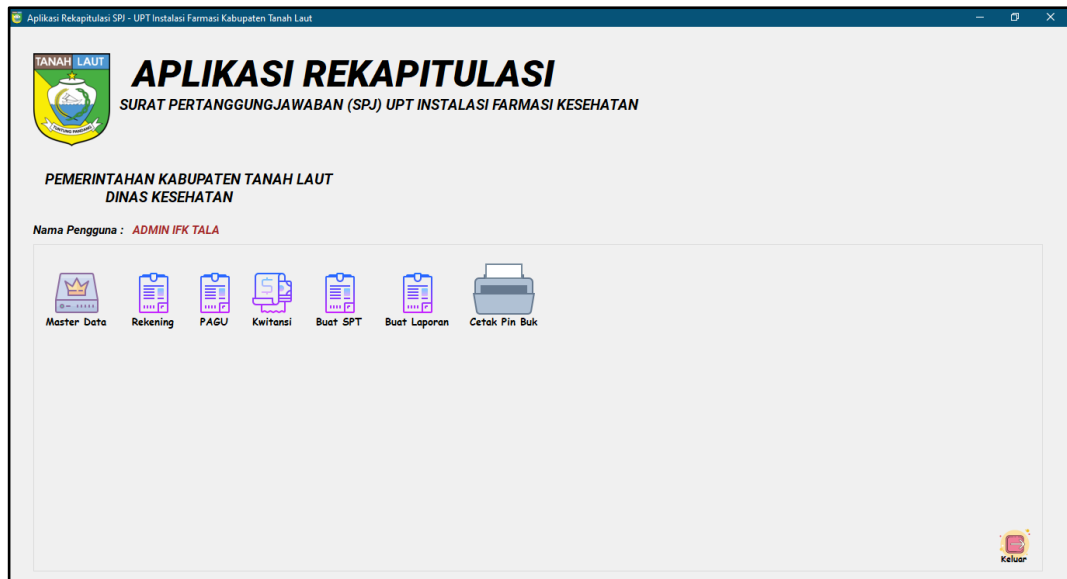 Aplikasi Rekapitulasi SPJ - UPT Instalasi Farmasi Kabupaten Tanah Laut
TANAH LAUT
TUNTUNG PANDANG
APLIKASI REKAPITULASI
SURAT PERTANGGUNGJAWABAN (SPJ) UPT INSTALASI FARMASI KESEHATAN
PEMERINTAHAN KABUPATEN TANAH LAUT
DINAS KESEHATAN
Nama Pengguna : ADMIN IFK TALA
Master Data Rekening PAGU Kwitansi Buat SPT Buat Laporan Cetak Pin Buk
Keluar